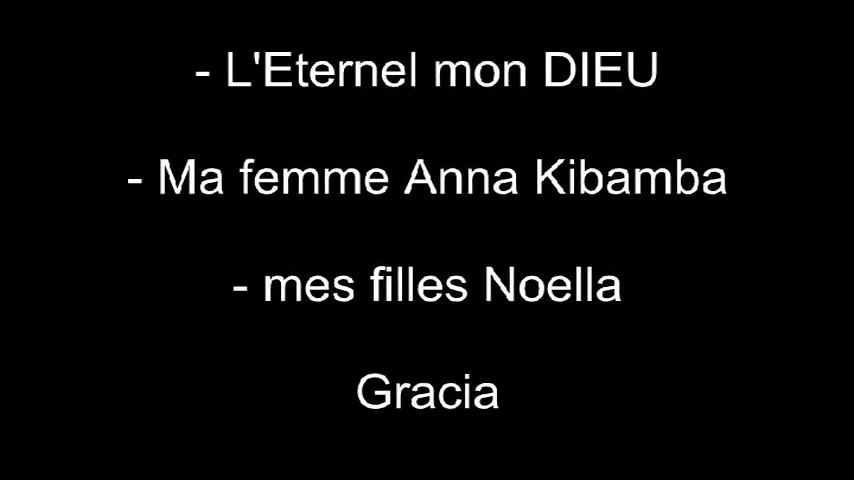 - L'Eternel mon DIEU
- Ma femme Anna Kibamba
- mes filles Noella
Gracia